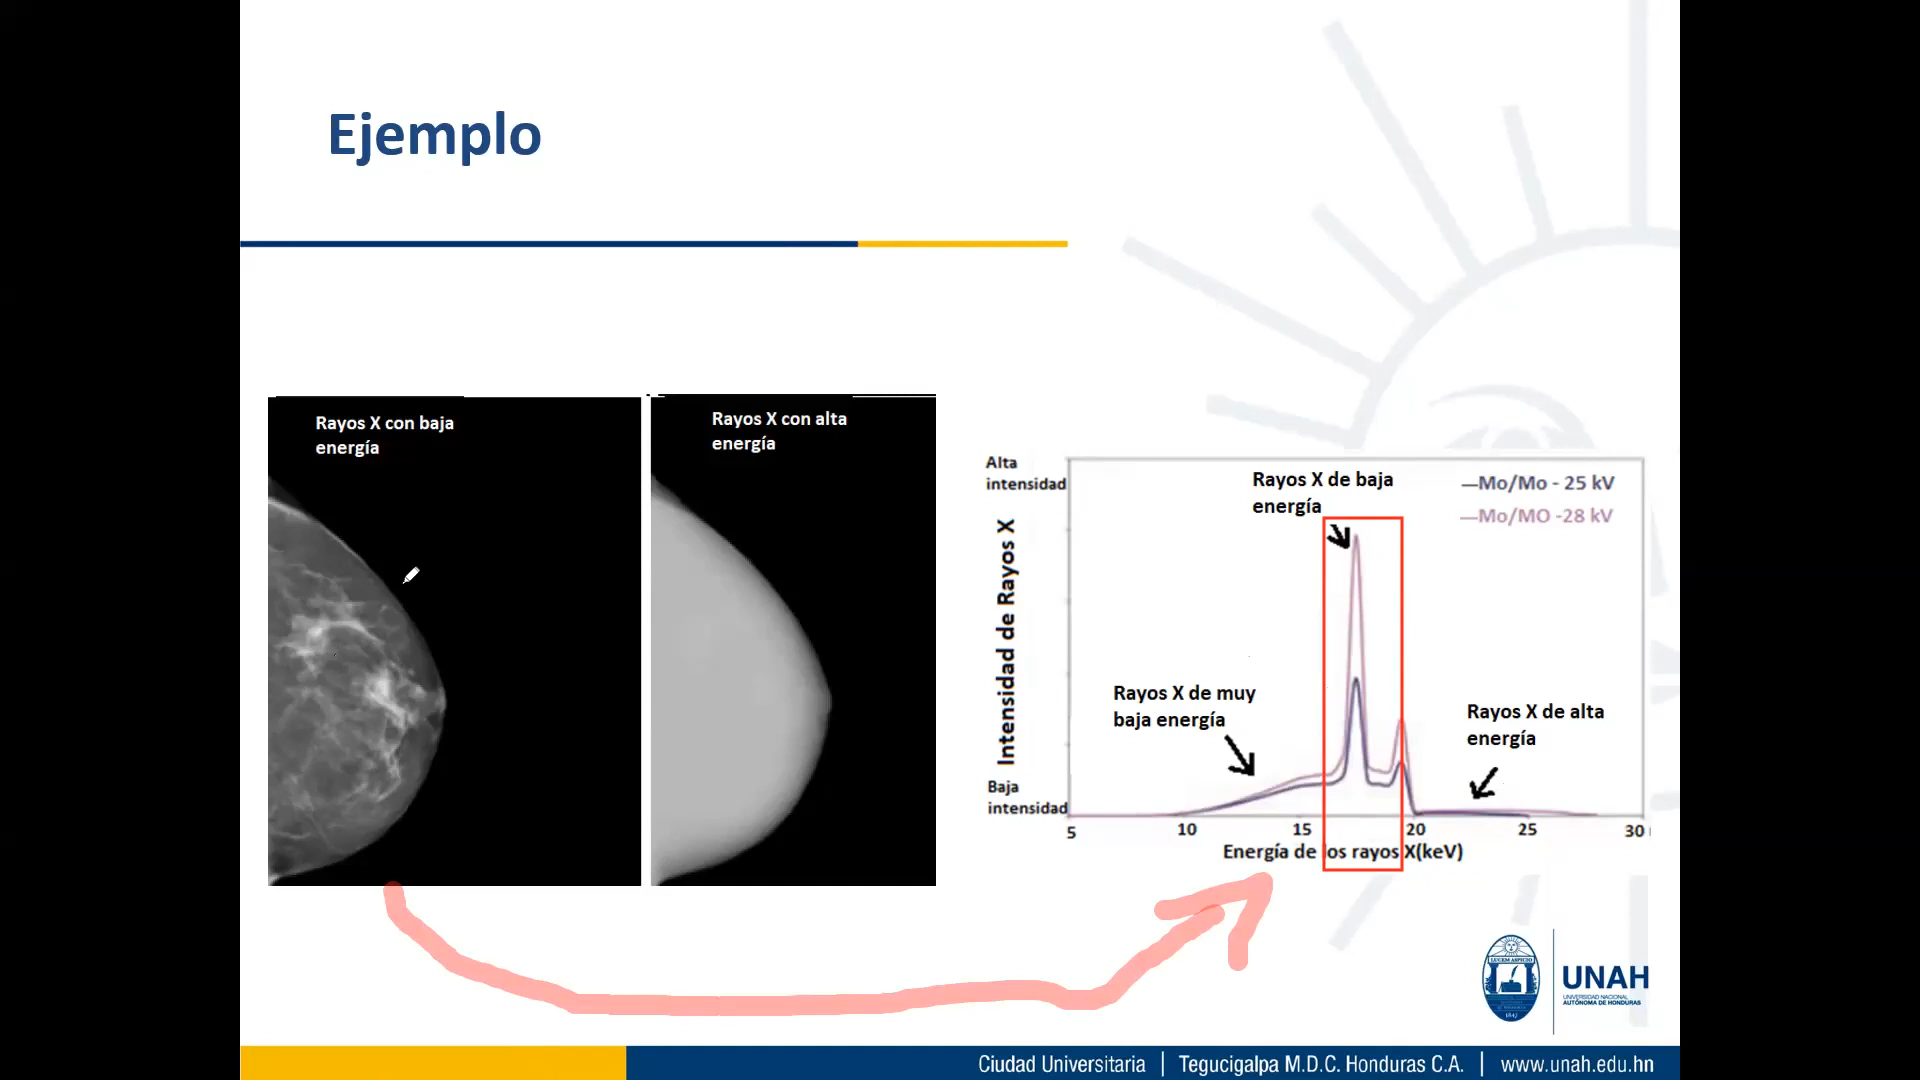 Ejemplo
Rayos X con baja
energía
Rayos X con alta
energía
Alta
intensidad
Intensidad de Rayos X
Baja
intensidad
Rayos X de baja
energía
—Mo/Mo - 25 kV
—Mo/MO -28 kV
Rayos X de muy
baja energía
Rayos X de alta
energía
5 10 15 20 25 30
Energía de los rayos X(keV)
LUCEM ASPICIO
1847
UNAH
UNIVERSIDAD NACIONAL
AUTÓNOMA DE HONDURAS
Ciudad Universitaria | Tegucigalpa M.D.C. Honduras C.A. | www.unah.edu.hn